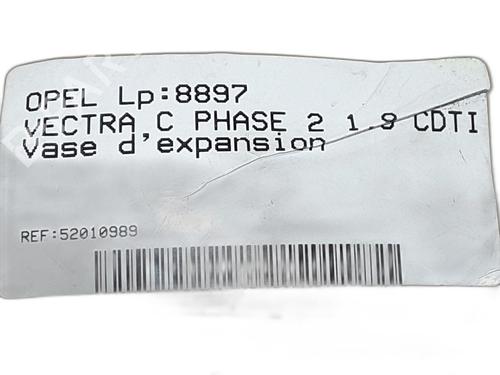 OPEL Lp:8897
VECTRA,C PHASE 2 1.9 CDTI
Vase d'expansion
REF:52010989